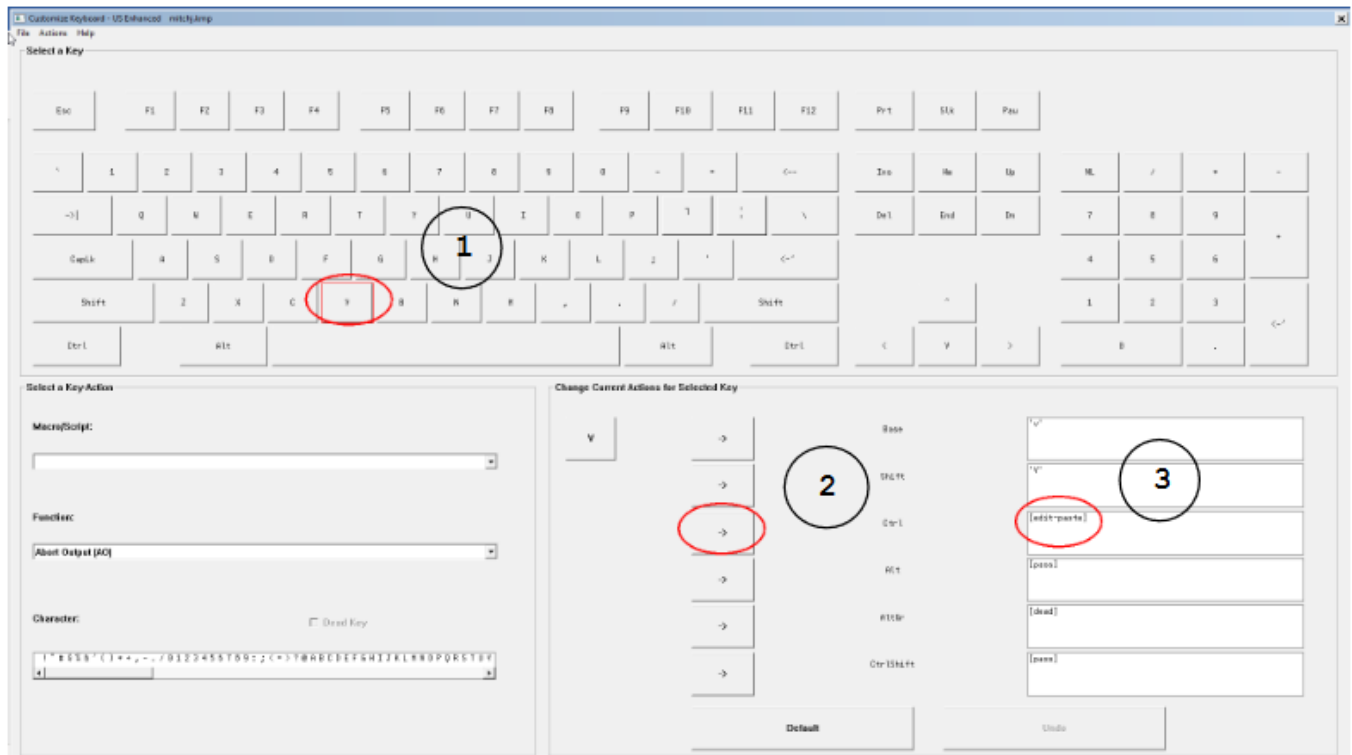 Customize Keyboard - US Enhanced mitchj.kmp
File Actions Help
Select a Key
Esc F1 F2 F3 F4 F5 F6 F7 F8 F9 F10 F11 F12 Prt Slk Pau
` 1 2 3 4 5 6 7 8 9 0 - = <-- Ins Hm Up NL / * -
->| Q W E R T Y U I O P \ Del End Dn 7 8 9 +
CapLk A S D F G H J K L ; ' <-' 4 5 6
1
Shift Z X C V B N M , . / Shift ^ 1 2 3 <-'
Ctrl Alt Alt Ctrl < V > 0 .
Select a Key-Action
Change Current Actions for Selected Key
Macro/Script:
V -> Base 'v'
-> Shift 'V'
2 3
Function:
-> Ctrl [edit-paste]
Abort Output (AO)
-> Alt [pass]
Character:
Dead Key
-> AltGr [dead]
-> CtrlShift [pass]
Default Undo